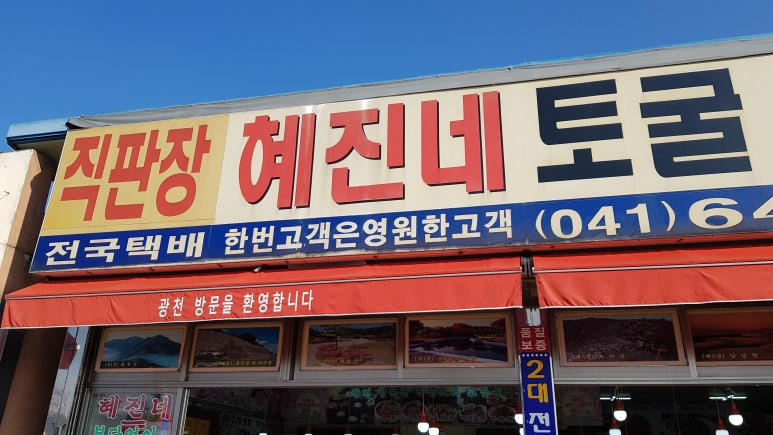 직판장 혜진네 토굴
전국택배 한번고객은영원한고객 (041)64
광천 방문을 환영합니다
품질
보증
2대전
혜진네